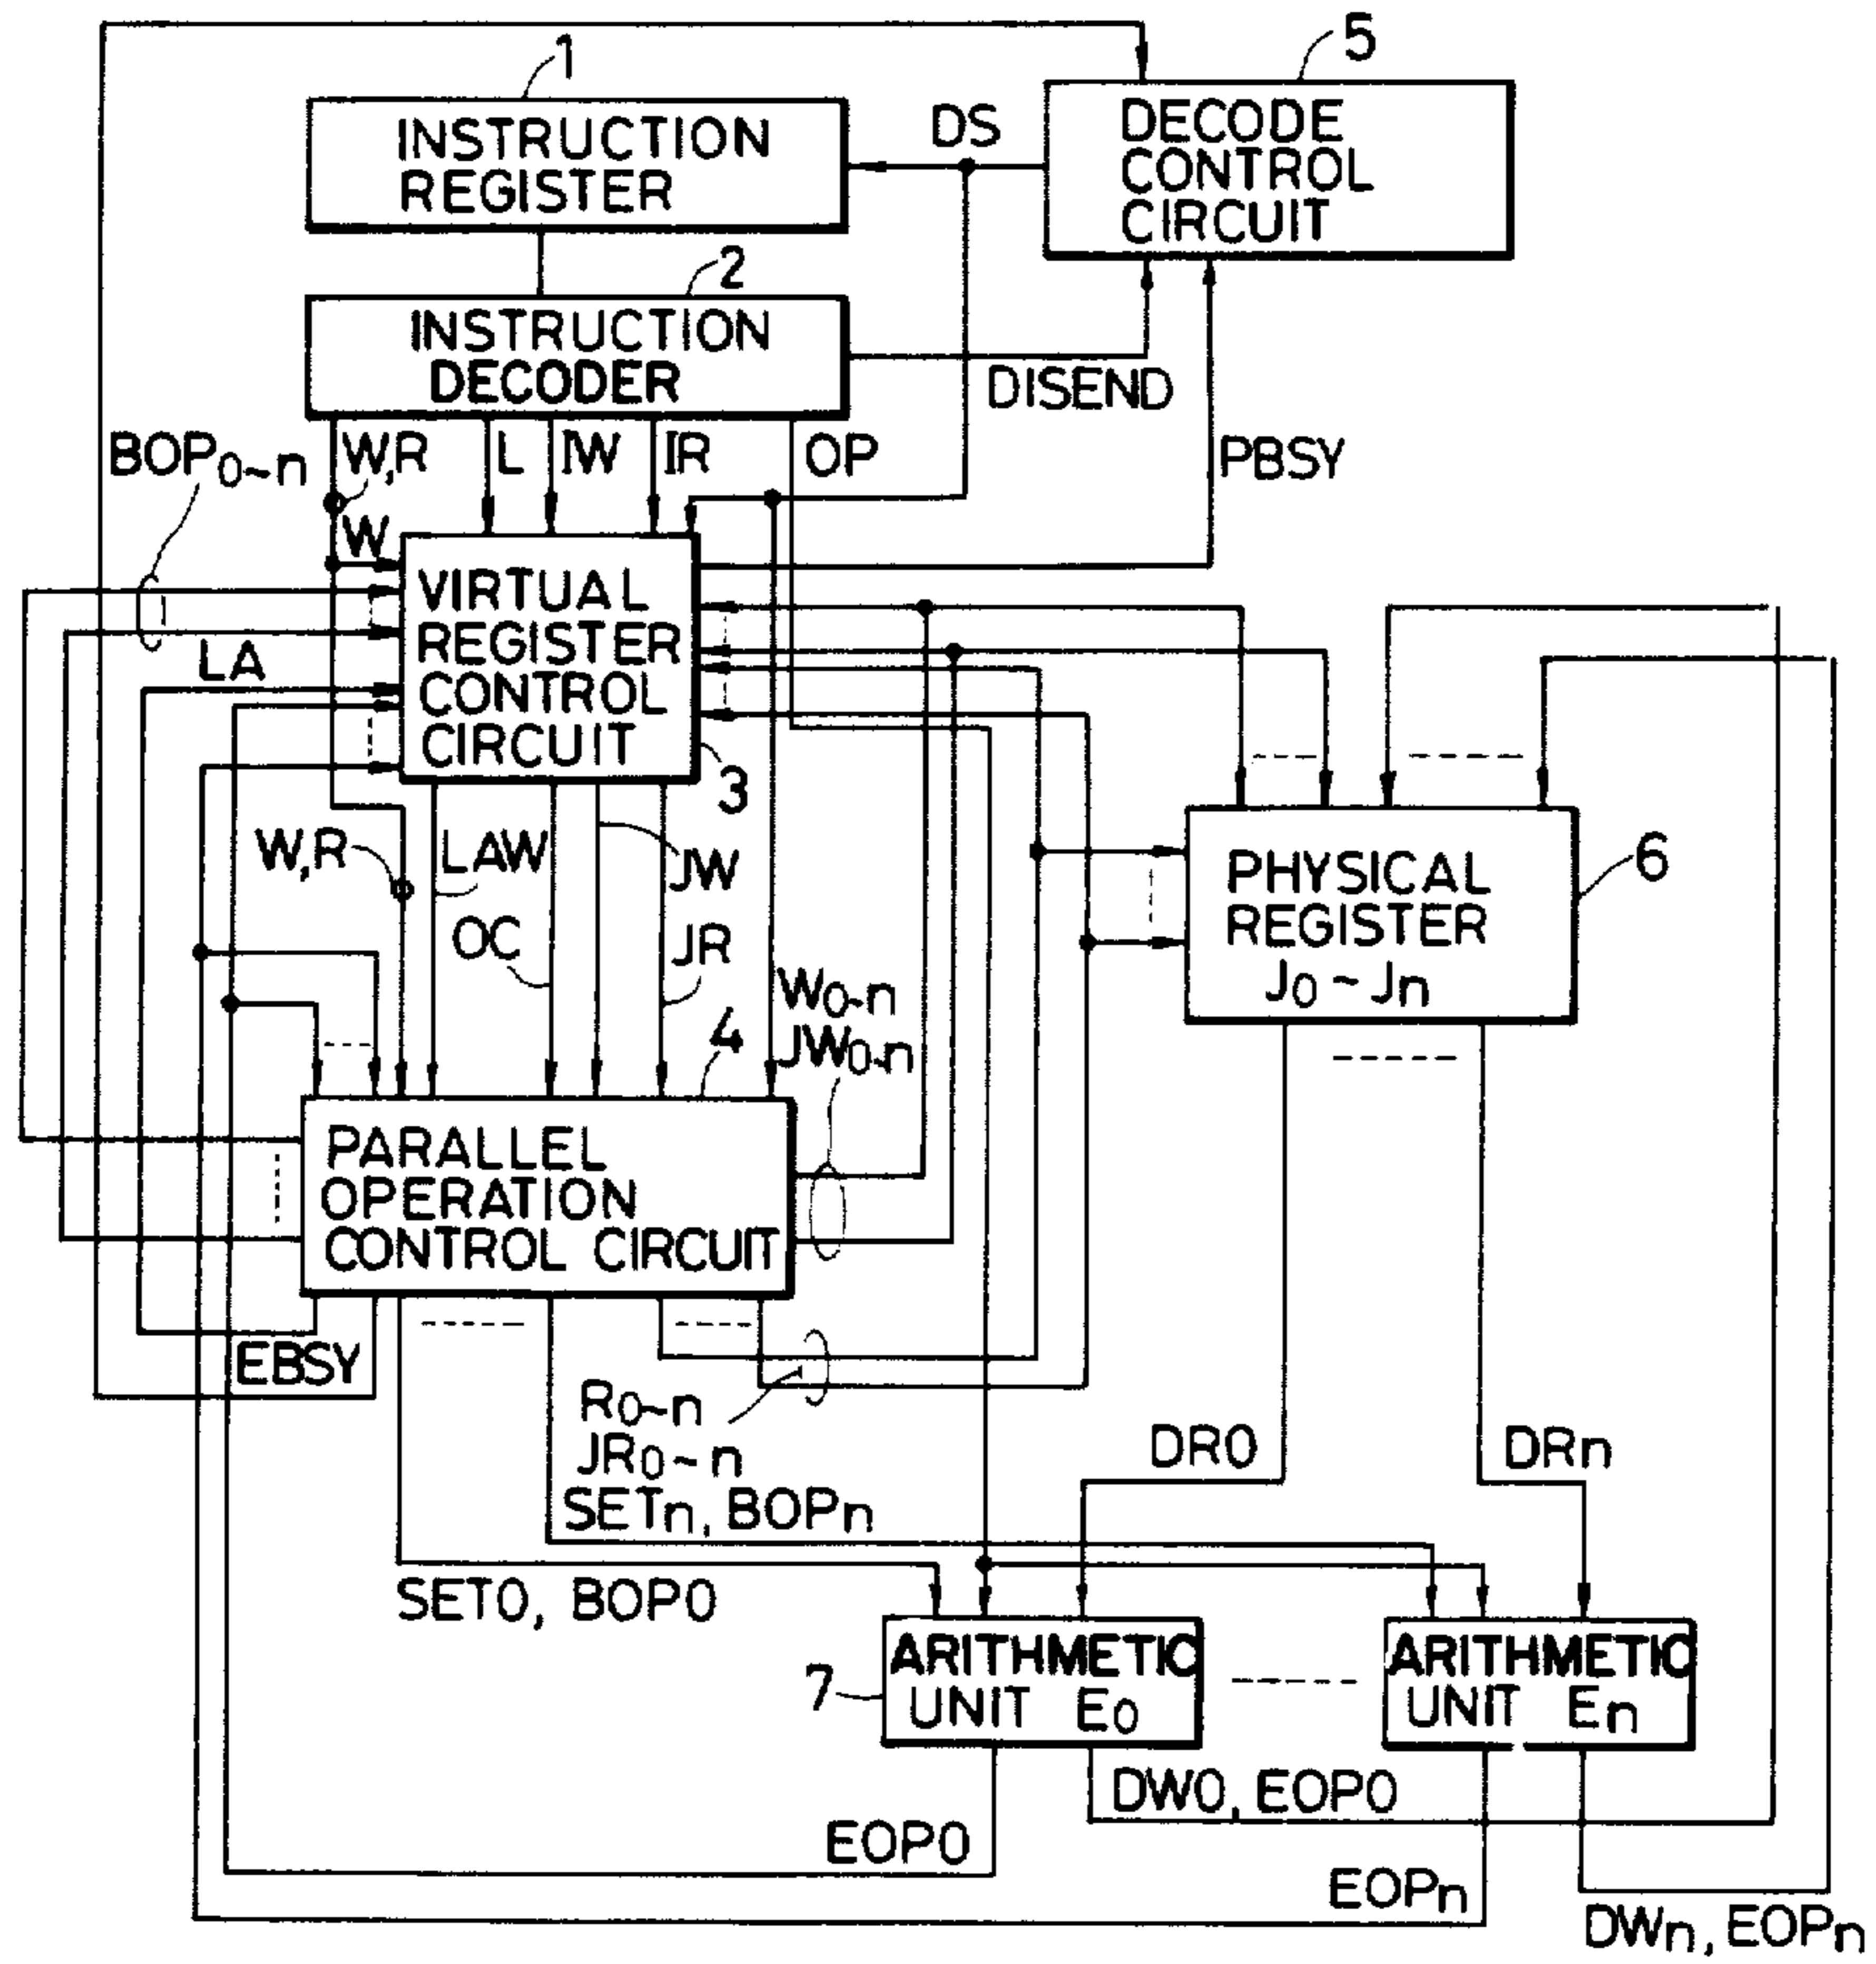 1
5
INSTRUCTION
REGISTER
DS
DECODE
CONTROL
CIRCUIT
2
INSTRUCTION
DECODER
DISEND
BOP0~n
W,R
L
IW
IR
OP
PBSY
W
VIRTUAL
REGISTER
CONTROL
CIRCUIT
LA
3
W,R
LAW
JW
OC
JR
PHYSICAL
REGISTER
J0 ~ Jn
6
W0~n
JW0~n
4
PARALLEL
OPERATION
CONTROL CIRCUIT
EBSY
R0~n
JR0~n
DR0
DRn
SETn, BOPn
SET0, BOP0
7
ARITHMETIC
UNIT E0
ARITHMETIC
UNIT En
DW0, EOP0
EOP0
EOPn
DWn, EOPn